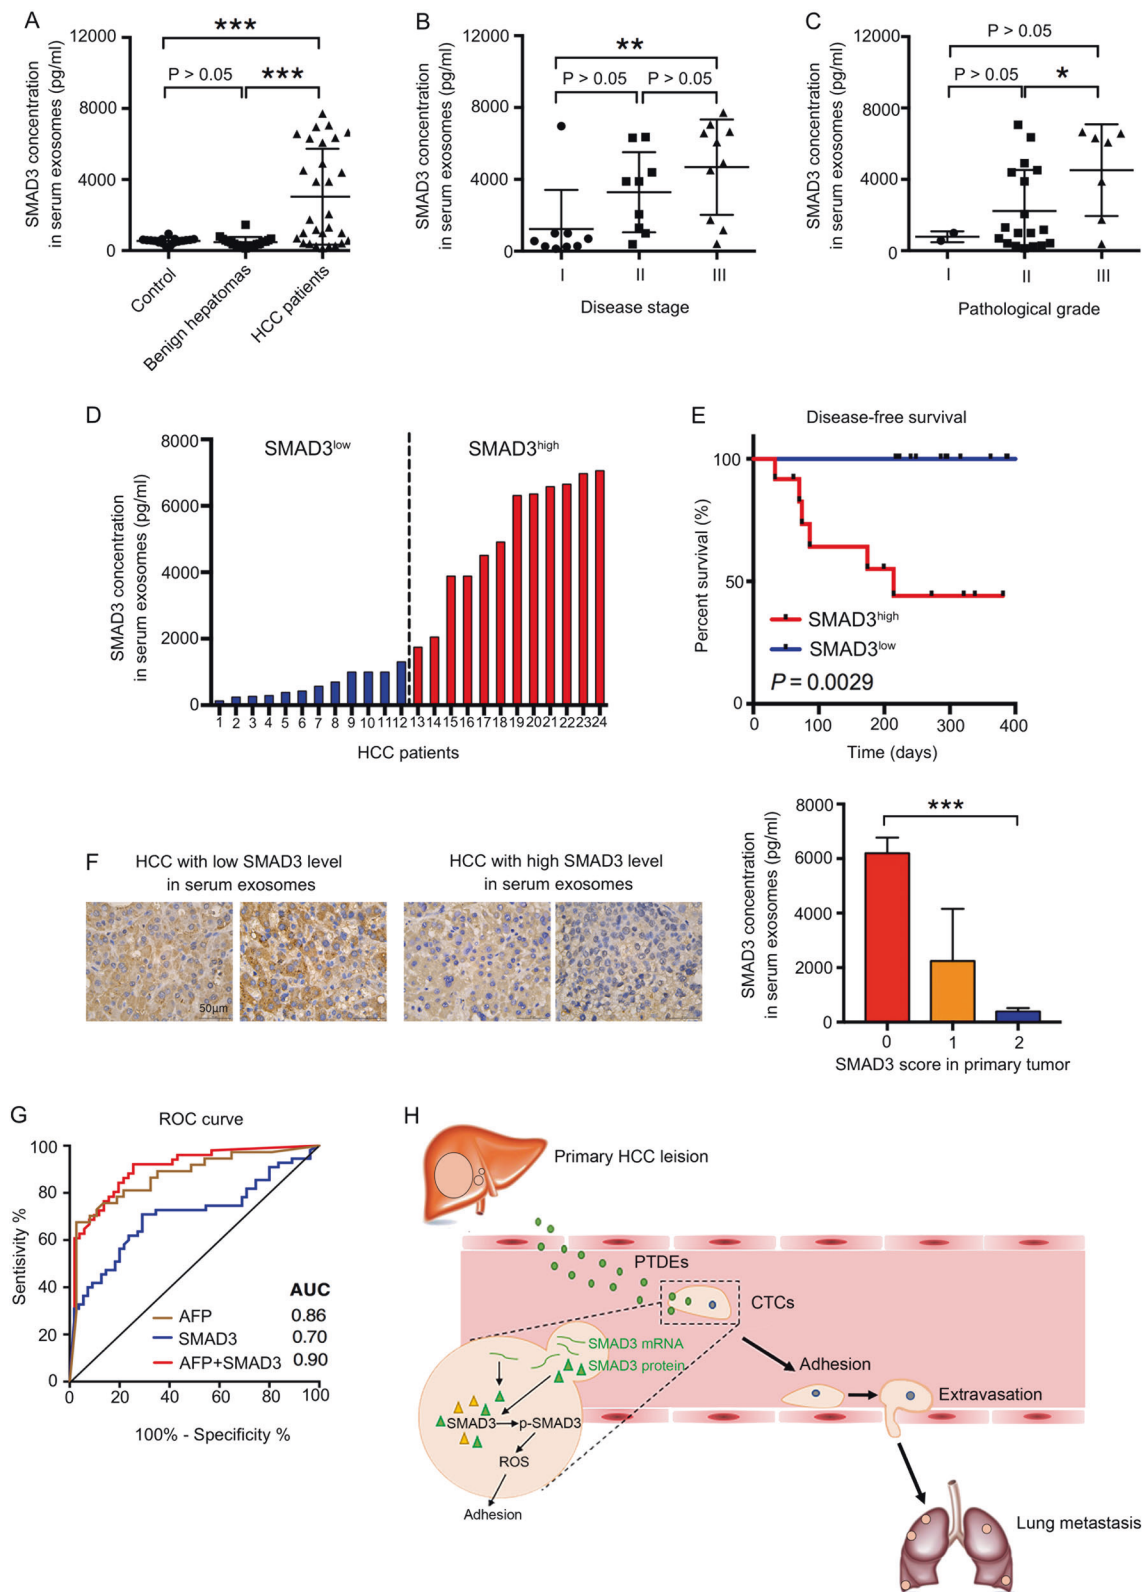 A
SMAD3 concentration
in serum exosomes (pg/ml)
12000
8000
4000
0
***
P > 0.05
***
Control
Benign hepatomas
HCC patients
B
SMAD3 concentration
in serum exosomes (pg/ml)
12000
8000
4000
0
**
P > 0.05
P > 0.05
I
II
III
Disease stage
C
SMAD3 concentration
in serum exosomes (pg/ml)
12000
8000
4000
0
P > 0.05
P > 0.05
*
I
II
III
Pathological grade
D
SMAD3 concentration
in serum exosomes (pg/ml)
8000
6000
4000
2000
0
SMAD3low
SMAD3high
1 2 3 4 5 6 7 8 9 10 11 12 13 14 15 16 17 18 19 20 21 22 23 24
HCC patients
E
Disease-free survival
Percent survival (%)
100
50
0
SMAD3high
SMAD3low
P = 0.0029
0 100 200 300 400
Time (days)
F
HCC with low SMAD3 level
in serum exosomes
HCC with high SMAD3 level
in serum exosomes
50μm
SMAD3 concentration
in serum exosomes (pg/ml)
8000
6000
4000
2000
0
***
0 1 2
SMAD3 score in primary tumor
G
ROC curve
Sentisivity %
100
80
60
40
20
0
AUC
AFP 0.86
SMAD3 0.70
AFP+SMAD3 0.90
0 20 40 60 80 100
100% - Specificity %
H
Primary HCC leision
PTDEs
CTCs
SMAD3 mRNA
SMAD3 protein
SMAD3
p-SMAD3
ROS
Adhesion
Adhesion
Extravasation
Lung metastasis